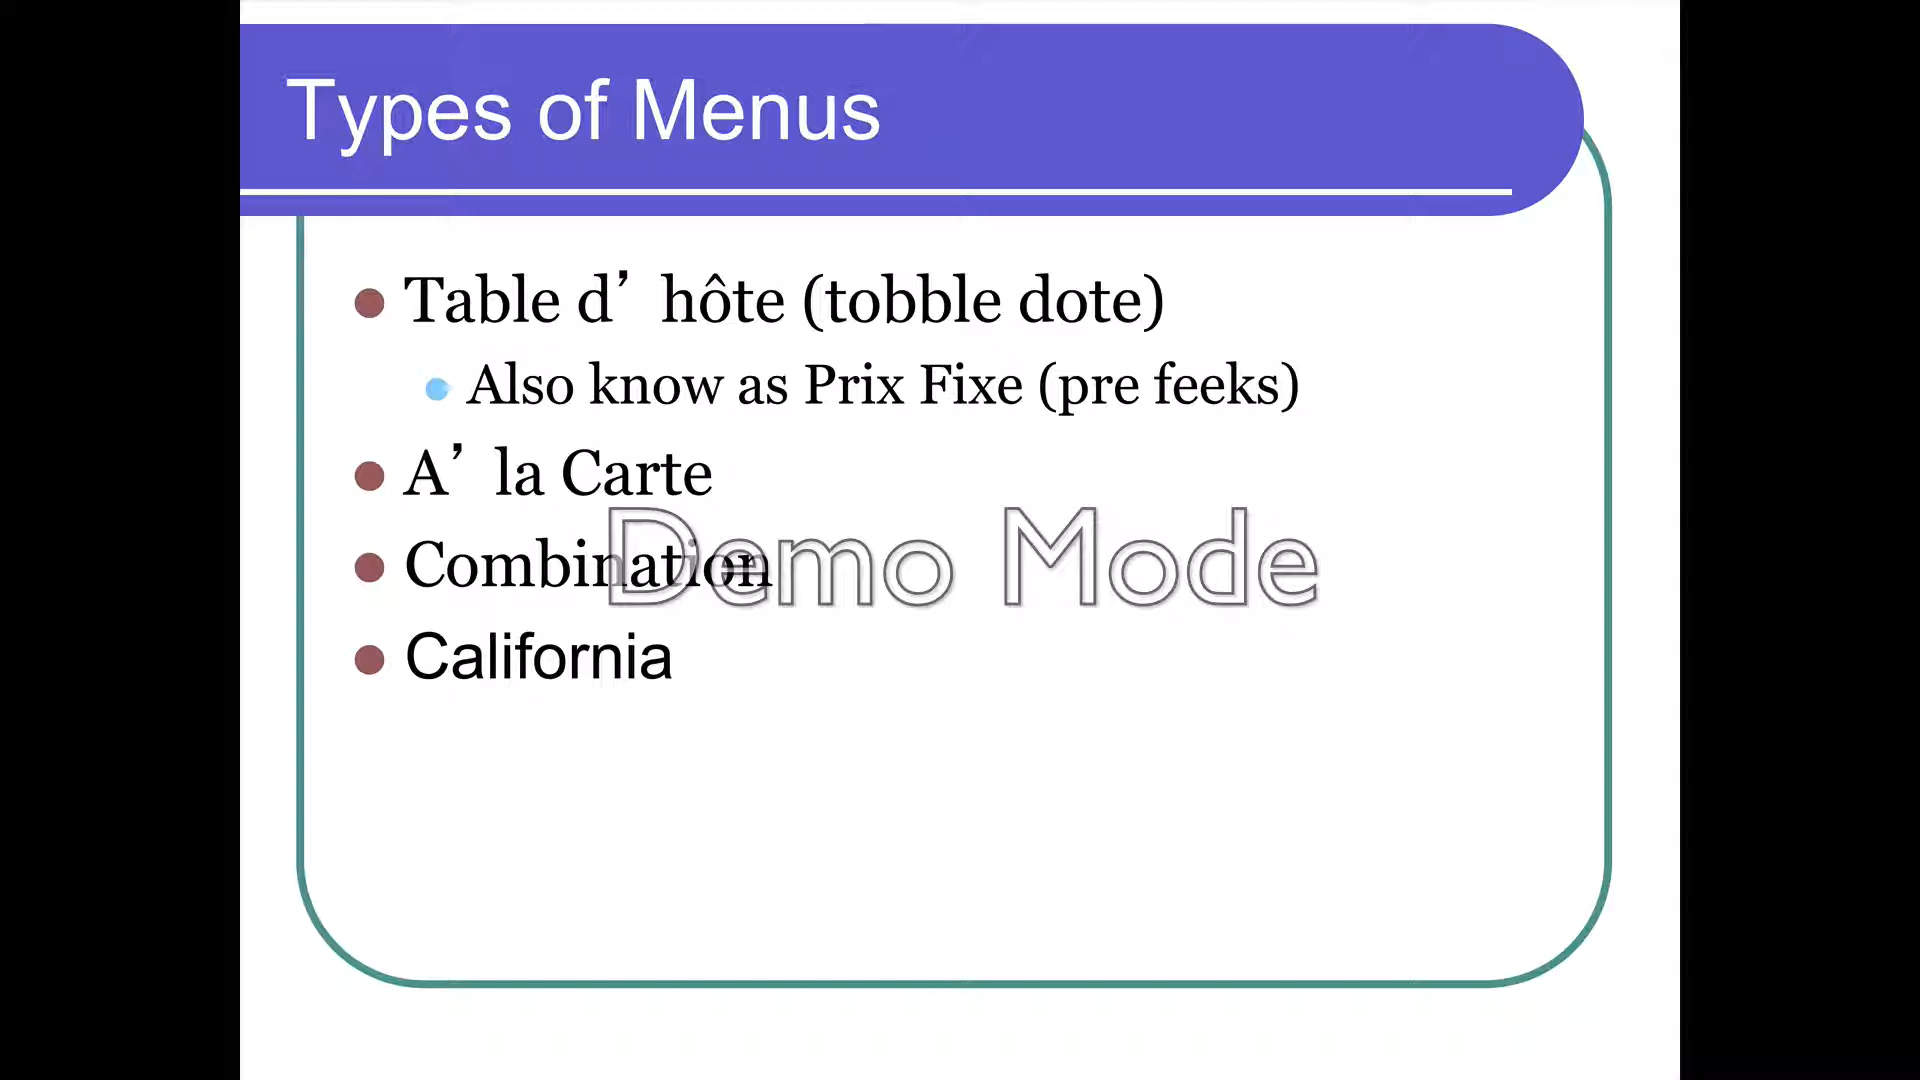 Types of Menus
Table d’ hôte (tobble dote)
Also know as Prix Fixe (pre feeks)
A’ la Carte
Combination
Demo Mode
California